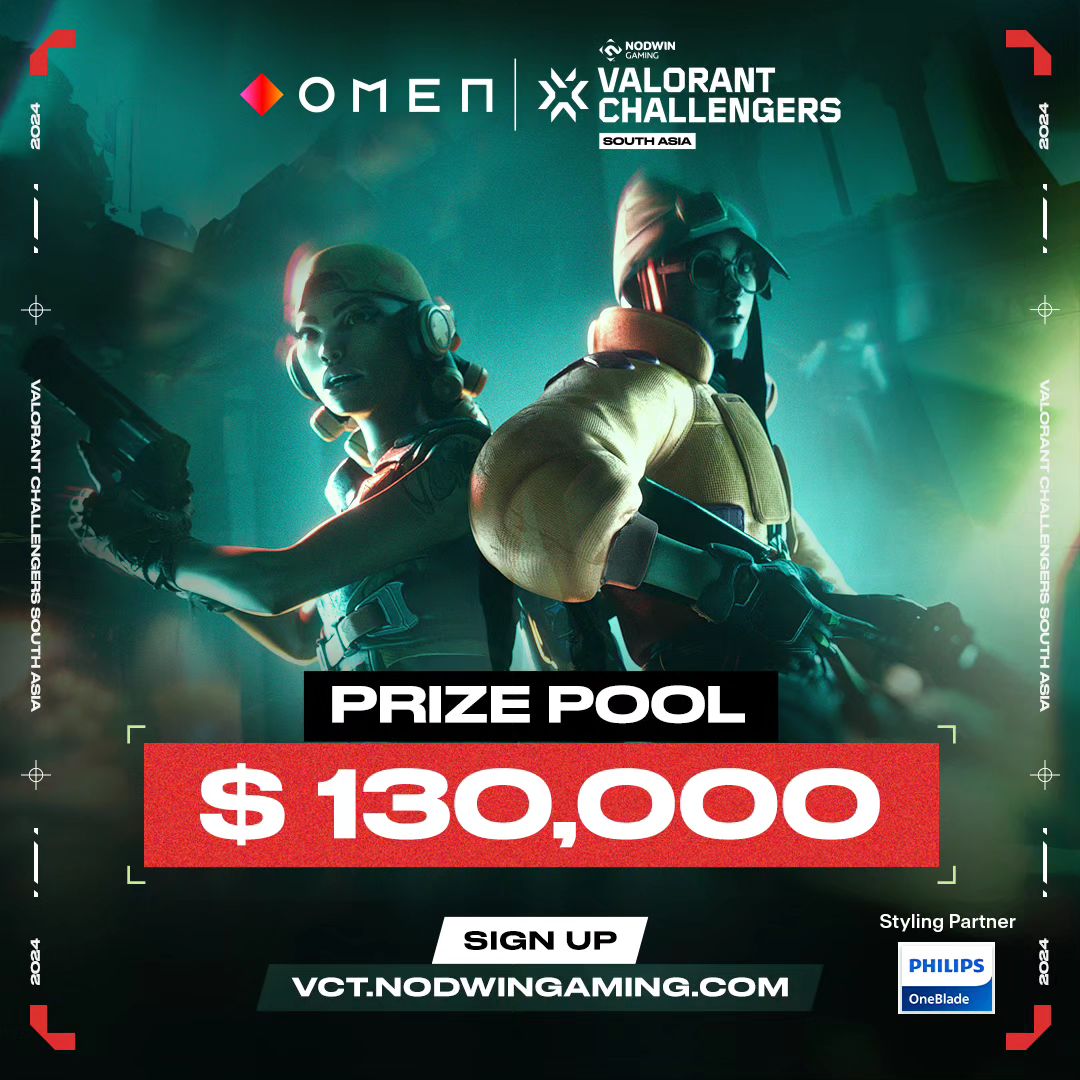 OMEN
NODWIN
GAMING
VALORANT
CHALLENGERS
SOUTH ASIA
2024
2024
VALORANT CHALLENGERS SOUTH ASIA
VALORANT CHALLENGERS SOUTH ASIA
PRIZE POOL
$ 130,000
SIGN UP
VCT.NODWINGAMING.COM
Styling Partner
PHILIPS
OneBlade
2024
2024